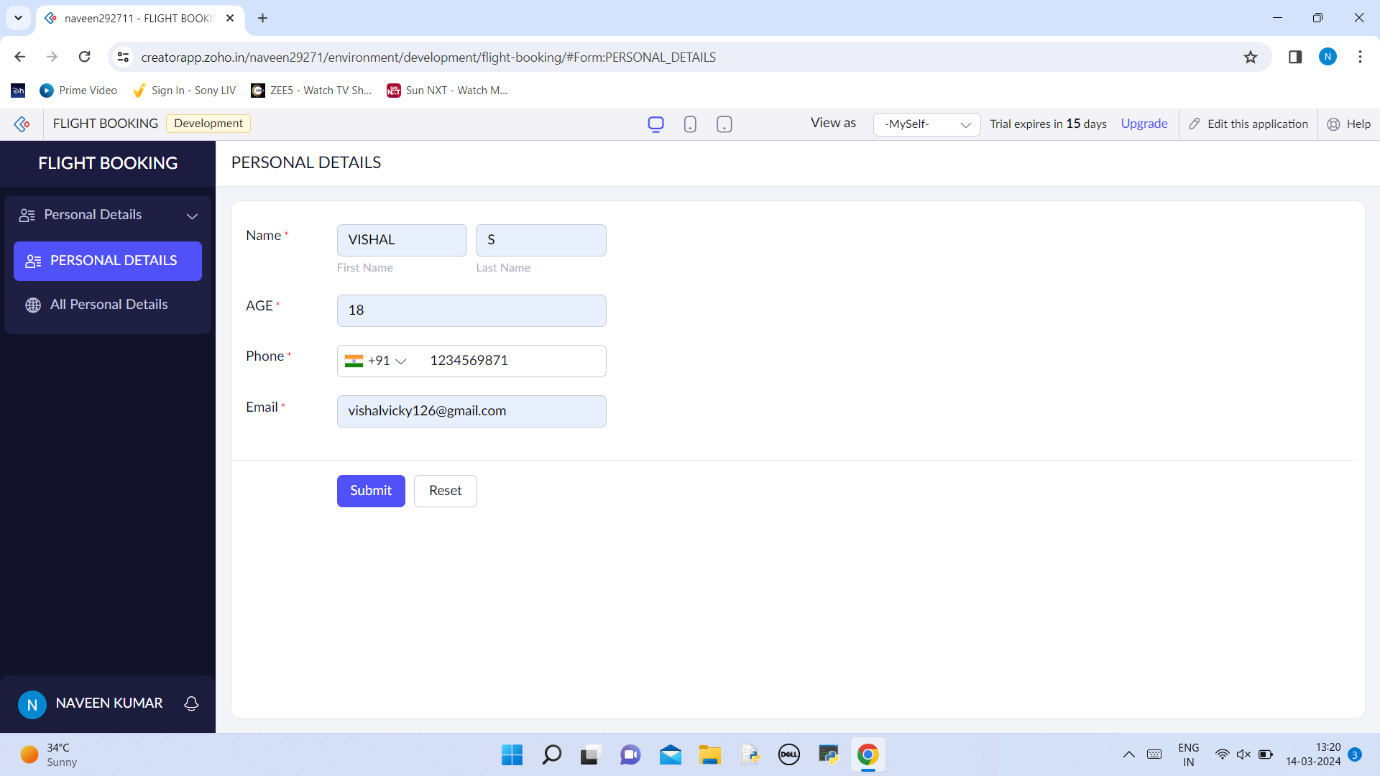 naveen292711 - FLIGHT BOOKI
creatorapp.zoho.in/naveen29271/environment/development/flight-booking/#Form:PERSONAL_DETAILS
N
Prime Video Sign In - Sony LIV ZEE5 - Watch TV Sh... Sun NXT - Watch M...
FLIGHT BOOKING Development View as -MySelf- Trial expires in 15 days Upgrade Edit this application Help
FLIGHT BOOKING
PERSONAL DETAILS
Personal Details
PERSONAL DETAILS
All Personal Details
Name * VISHAL S
First Name Last Name
AGE * 18
Phone * +91 1234569871
Email * vishalvicky126@gmail.com
Submit Reset
N NAVEEN KUMAR
34°C
Sunny
DELL
ENG
IN
13:20
14-03-2024
3